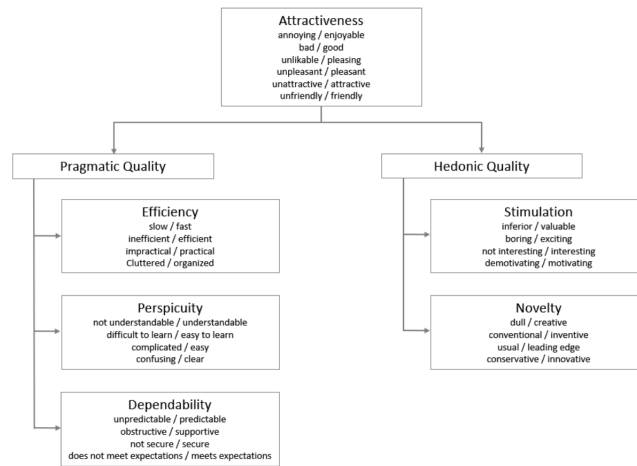 Attractiveness
annoying / enjoyable
bad / good
unlikable / pleasing
unpleasant / pleasant
unattractive / attractive
unfriendly / friendly
Pragmatic Quality
Efficiency
slow / fast
inefficient / efficient
impractical / practical
Cluttered / organized
Perspicuity
not understandable / understandable
difficult to learn / easy to learn
complicated / easy
confusing / clear
Dependability
unpredictable / predictable
obstructive / supportive
not secure / secure
does not meet expectations / meets expectations
Hedonic Quality
Stimulation
inferior / valuable
boring / exciting
not interesting / interesting
demotivating / motivating
Novelty
dull / creative
conventional / inventive
usual / leading edge
conservative / innovative